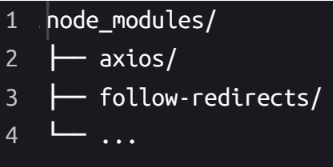 1 node_modules/
2 ├── axios/
3 ├── follow-redirects/
4 └── ...